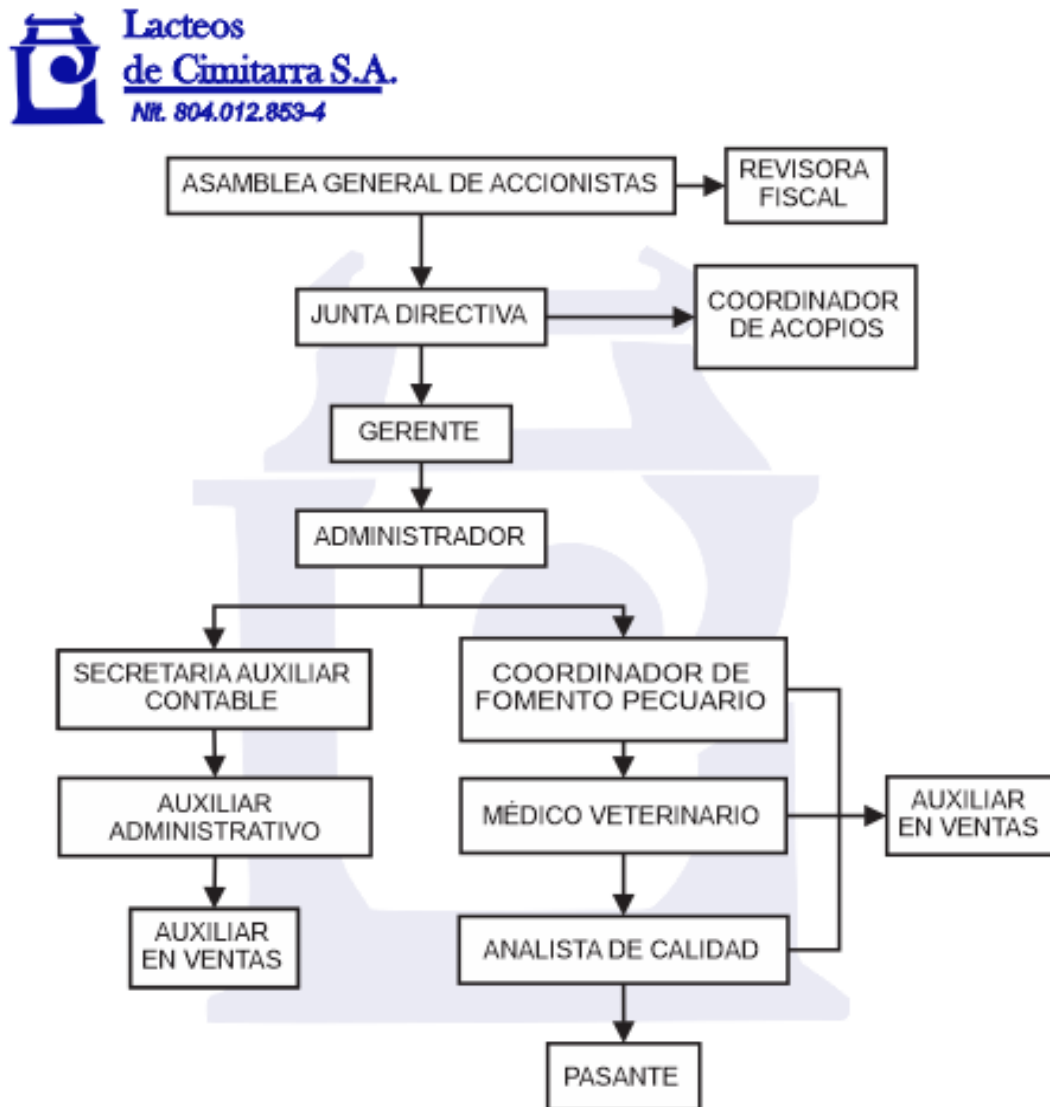 Lacteos
de Cimitarra S.A.
Nit. 804.012.853-4
ASAMBLEA GENERAL DE ACCIONISTAS
REVISORA
FISCAL
JUNTA DIRECTIVA
COORDINADOR
DE ACOPIOS
GERENTE
ADMINISTRADOR
SECRETARIA AUXILIAR
CONTABLE
COORDINADOR DE
FOMENTO PECUARIO
AUXILIAR
ADMINISTRATIVO
MÉDICO VETERINARIO
AUXILIAR
EN VENTAS
AUXILIAR
EN VENTAS
ANALISTA DE CALIDAD
PASANTE